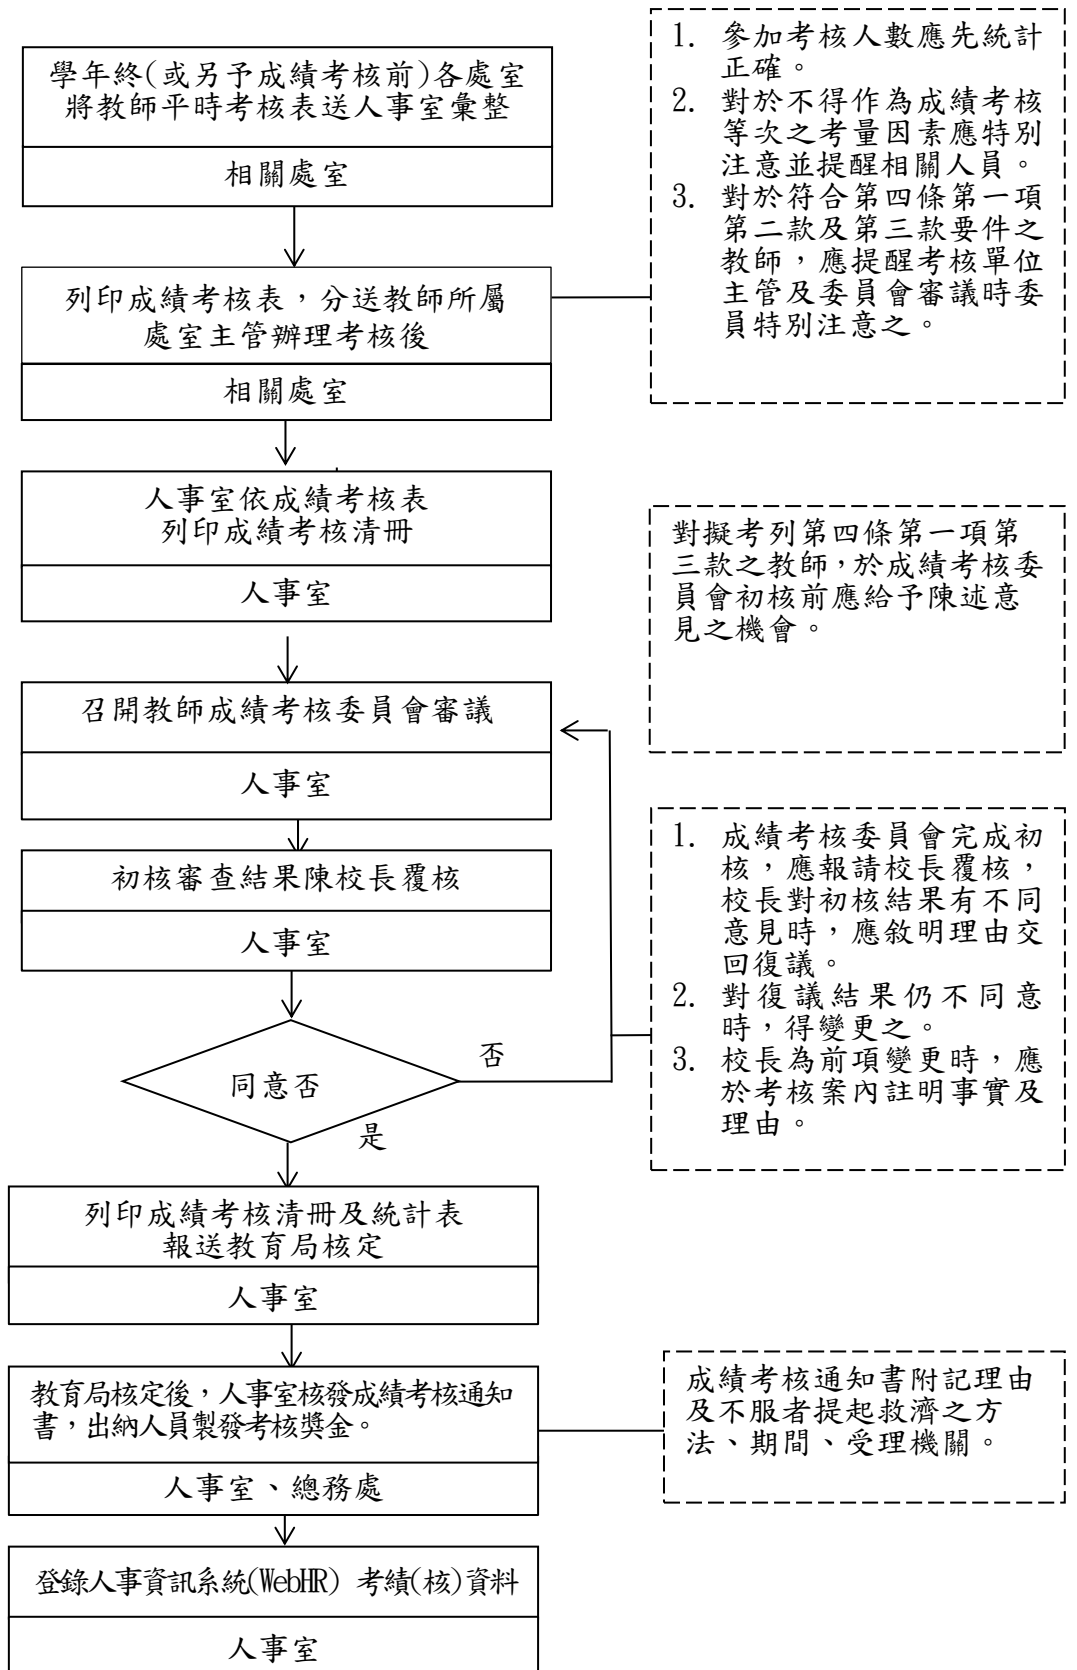 學年終(或另予成績考核前)各處室
將教師平時考核表送人事室彙整
相關處室
1. 參加考核人數應先統計
正確。
2. 對於不得作為成績考核
等次之考量因素應特別
注意並提醒相關人員。
3. 對於符合第四條第一項
第二款及第三款要件之
教師，應提醒考核單位
主管及委員會審議時委
員特別注意之。
列印成績考核表，分送教師所屬
處室主管辦理考核後
相關處室
人事室依成績考核表
列印成績考核清冊
人事室
對擬考列第四條第一項第
三款之教師，於成績考核委
員會初核前應給予陳述意
見之機會。
召開教師成績考核委員會審議
人事室
初核審查結果陳校長覆核
人事室
1. 成績考核委員會完成初
核，應報請校長覆核，
校長對初核結果有不同
意見時，應敘明理由交
回復議。
2. 對復議結果仍不同意
時，得變更之。
3. 校長為前項變更時，應
於考核案內註明事實及
理由。
同意否
否
是
列印成績考核清冊及統計表
報送教育局核定
人事室
教育局核定後，人事室核發成績考核通知
書，出納人員製發考核獎金。
人事室、總務處
成績考核通知書附記理由
及不服者提起救濟之方
法、期間、受理機關。
登錄人事資訊系統(WebHR) 考績(核)資料
人事室